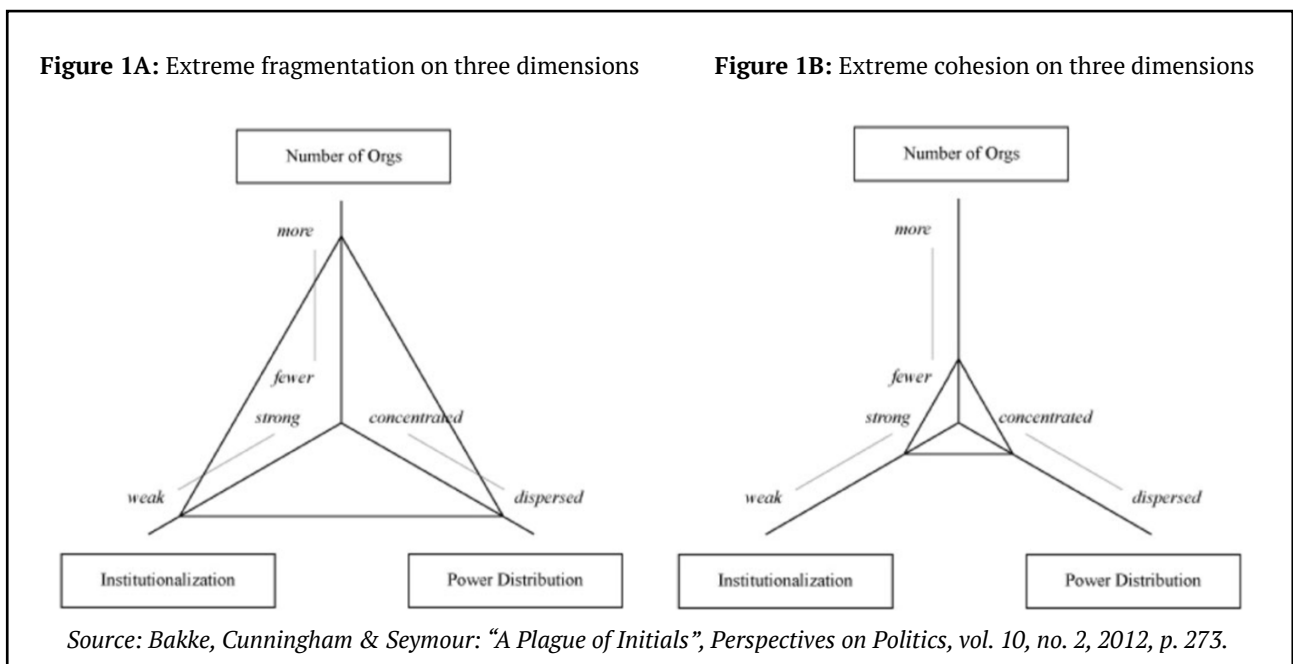 Figure 1A: Extreme fragmentation on three dimensions
Number of Orgs
more
fewer
strong
concentrated
weak
dispersed
Institutionalization
Power Distribution
Figure 1B: Extreme cohesion on three dimensions
Number of Orgs
more
fewer
strong
concentrated
weak
dispersed
Institutionalization
Power Distribution
Source: Bakke, Cunningham & Seymour: “A Plague of Initials”, Perspectives on Politics, vol. 10, no. 2, 2012, p. 273.